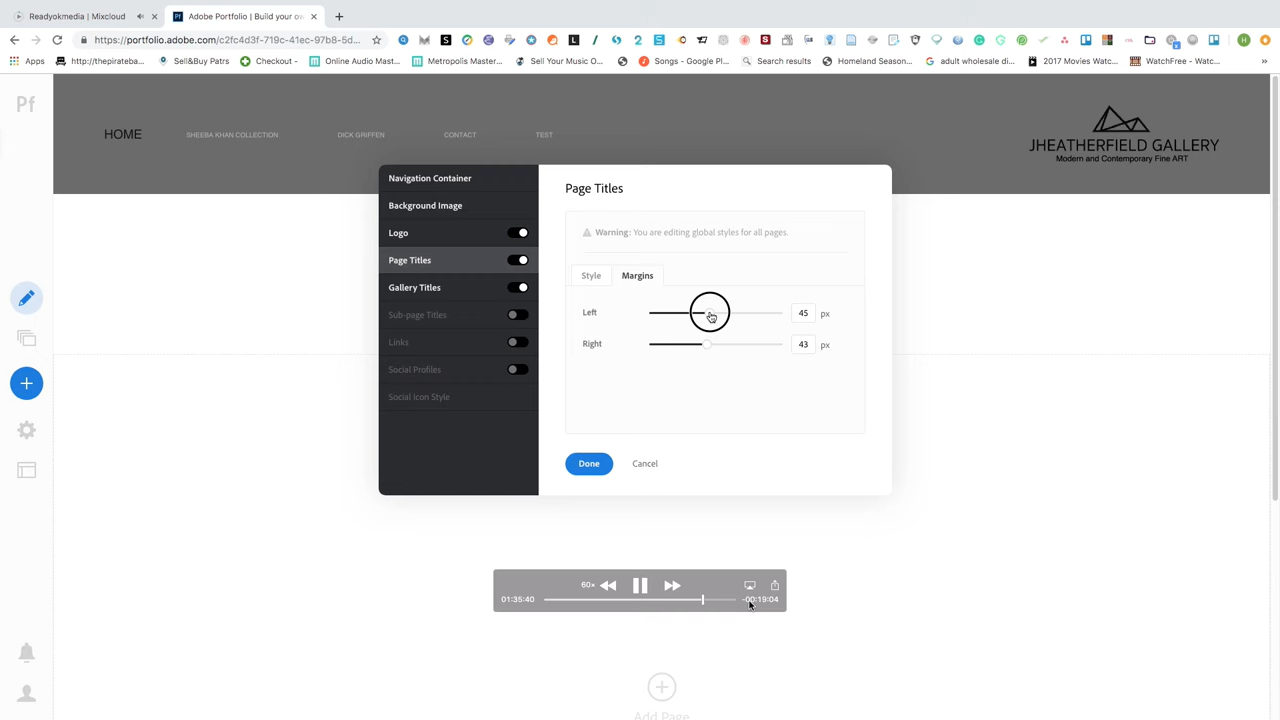 Readyokmedia | Mixcloud
Adobe Portfolio | Build your ow
https://portfolio.adobe.com/c2fc4d3f-719c-41ec-97b8-5d...
Apps
http://thepirateba...
Sell&Buy Patrs
Checkout -
Online Audio Mast...
Metropolis Master...
Sell Your Music O...
Songs - Google Pl...
Search results
Homeland Season...
adult wholesale di...
2017 Movies Watc...
WatchFree - Watc...
»
Pf
HOME
SHEEBA KHAN COLLECTION
DICK GRIFFEN
CONTACT
TEST
JHEATHERFIELD GALLERY
Modern and Contemporary Fine ART
Navigation Container
Background Image
Logo
Page Titles
Gallery Titles
Sub-page Titles
Links
Social Profiles
Social Icon Style
Page Titles
Warning: You are editing global styles for all pages.
Style
Margins
Left
45 px
Right
43 px
Done
Cancel
60×
01:35:40
-00:19:04
Add Page